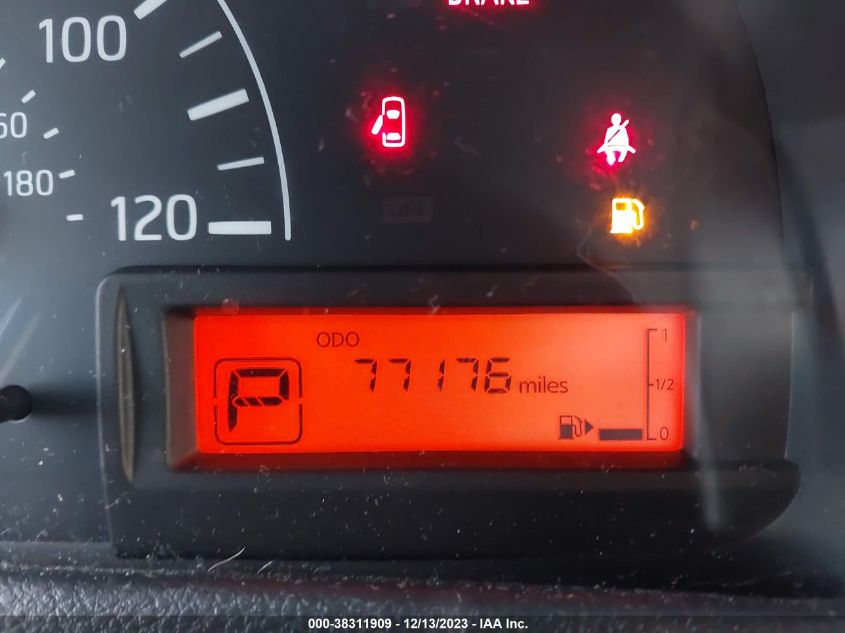 BRAKE
100
60
180
120
OFF
ODO
77176 miles
P
1
1/2
0
000-38311909 - 12/13/2023 - IAA Inc.